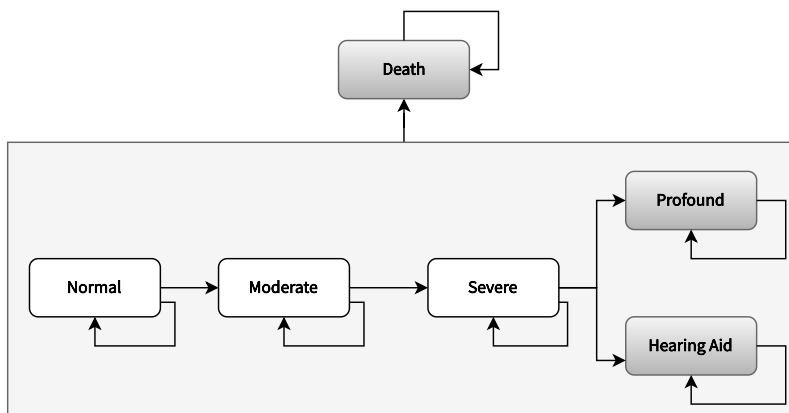 Death
Profound
Normal
Moderate
Severe
Hearing Aid